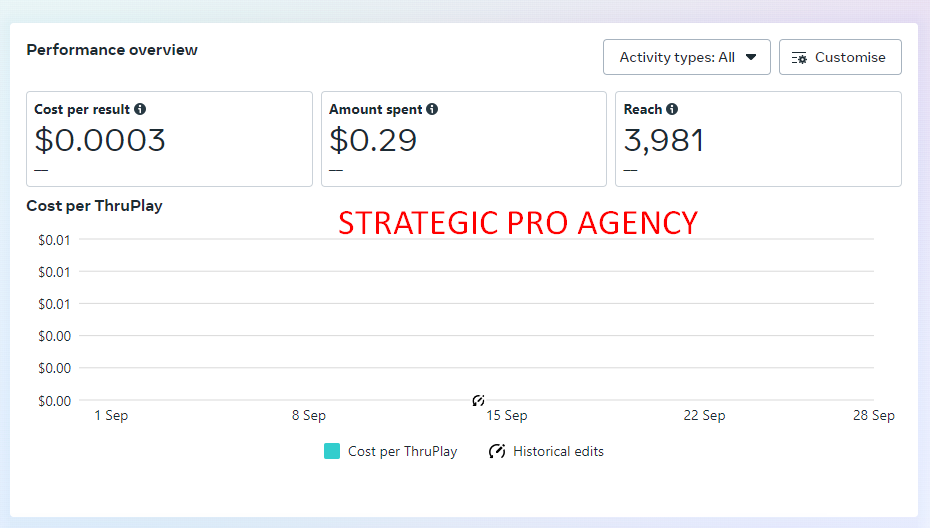 Performance overview
Activity types: All
Customise
Cost per result
$0.0003
—
Amount spent
$0.29
—
Reach
3,981
—
Cost per ThruPlay
STRATEGIC PRO AGENCY
$0.01
$0.01
$0.01
$0.00
$0.00
$0.00
1 Sep 8 Sep 15 Sep 22 Sep 28 Sep
Cost per ThruPlay Historical edits